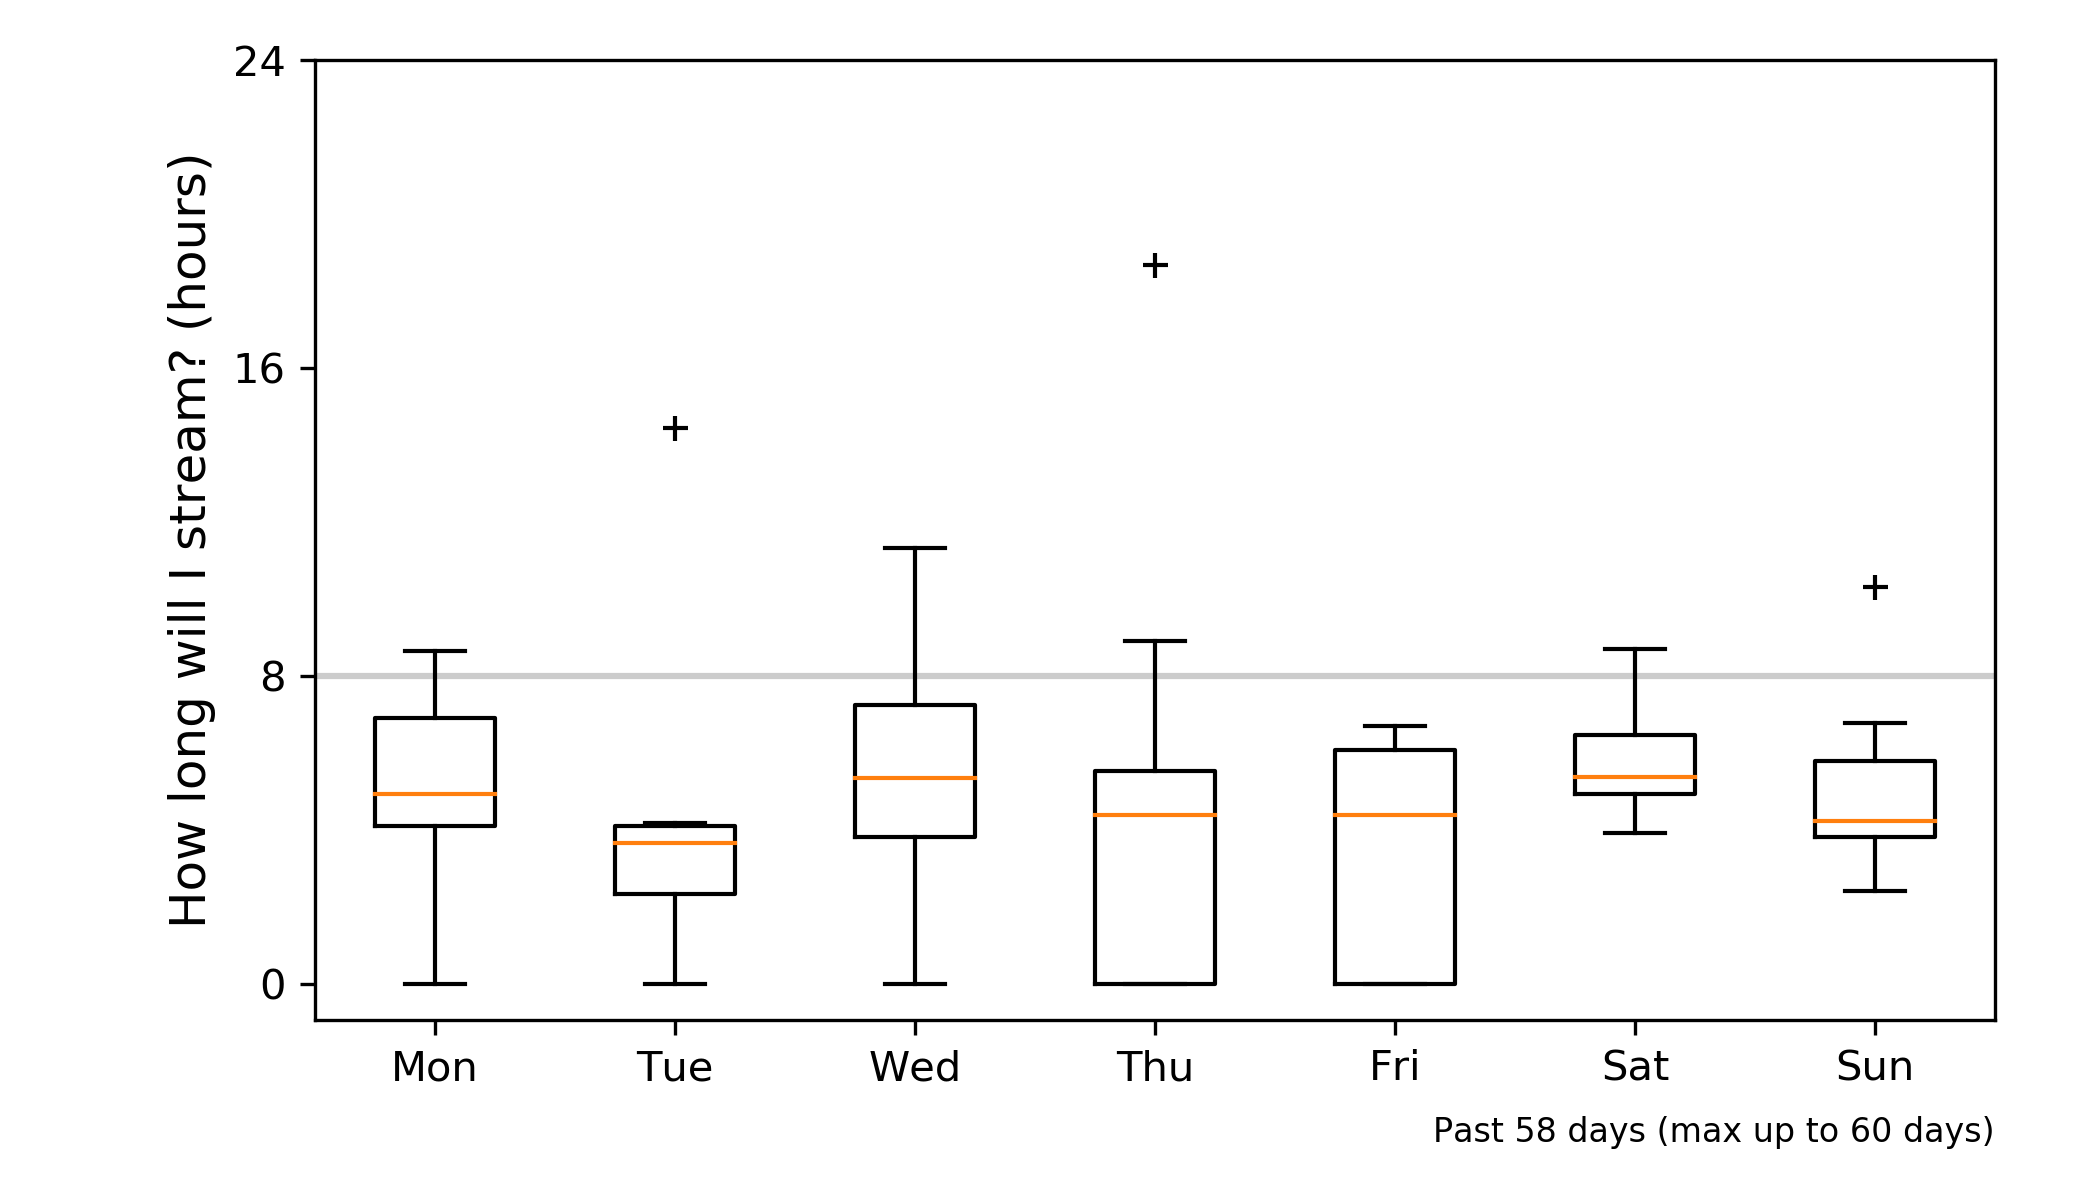 How long will I stream? (hours)
24
16
8
0
Mon Tue Wed Thu Fri Sat Sun
Past 58 days (max up to 60 days)